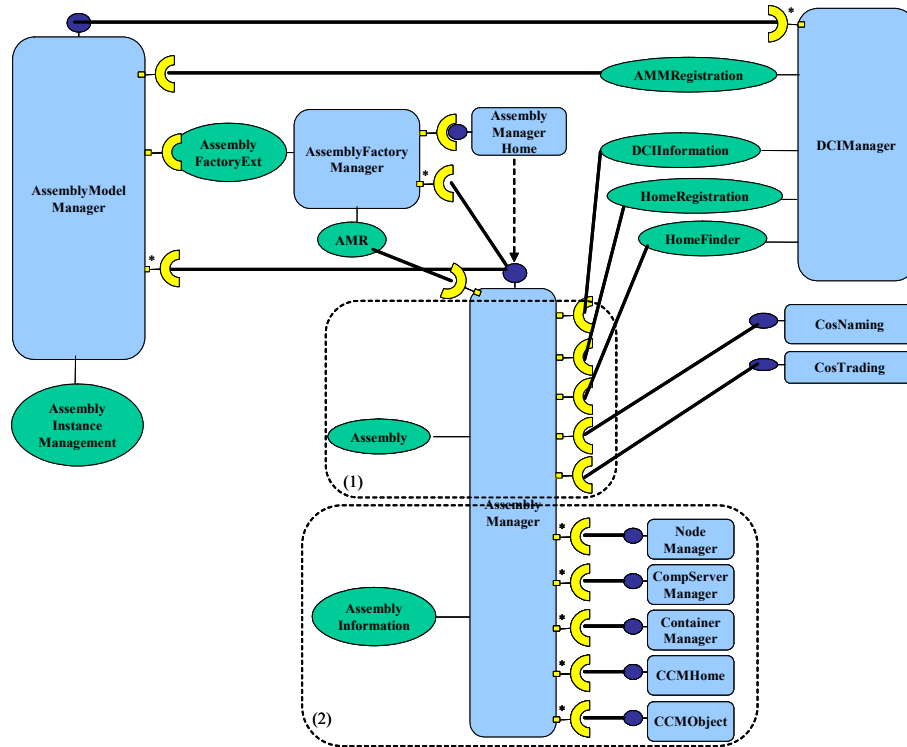 *
AMMRegistration
Assembly
FactoryExt
AssemblyFactory
Manager
Assembly
Manager
Home
DCIInformation
DCIManager
AssemblyModel
Manager
*
HomeRegistration
AMR
HomeFinder
*
CosNaming
CosTrading
Assembly
Instance
Management
Assembly
(1)
Assembly
Manager
*
Node
Manager
*
CompServer
Manager
Assembly
Information
*
Container
Manager
*
CCMHome
*
CCMObject
(2)